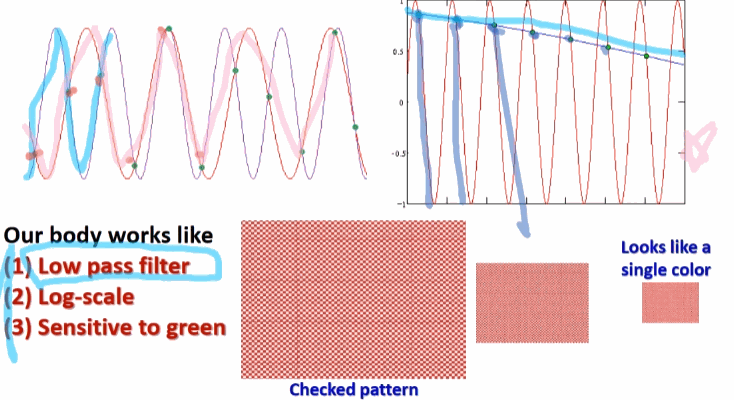 1
0.5
0
-0.5
-1
Our body works like
(1) Low pass filter
(2) Log-scale
(3) Sensitive to green
Looks like a
single color
Checked pattern